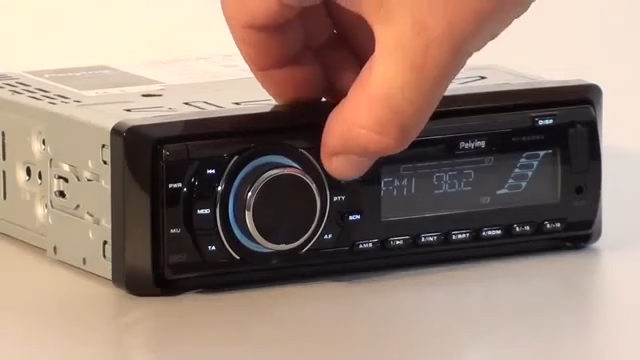 Peiying
DISP
Peiying
PWR
MOD
MU
TA
PTY
SCN
AF
FM1 96.2
AMS
1/
2/INT
3/RPT
4/RDM
5/-10
6/+10